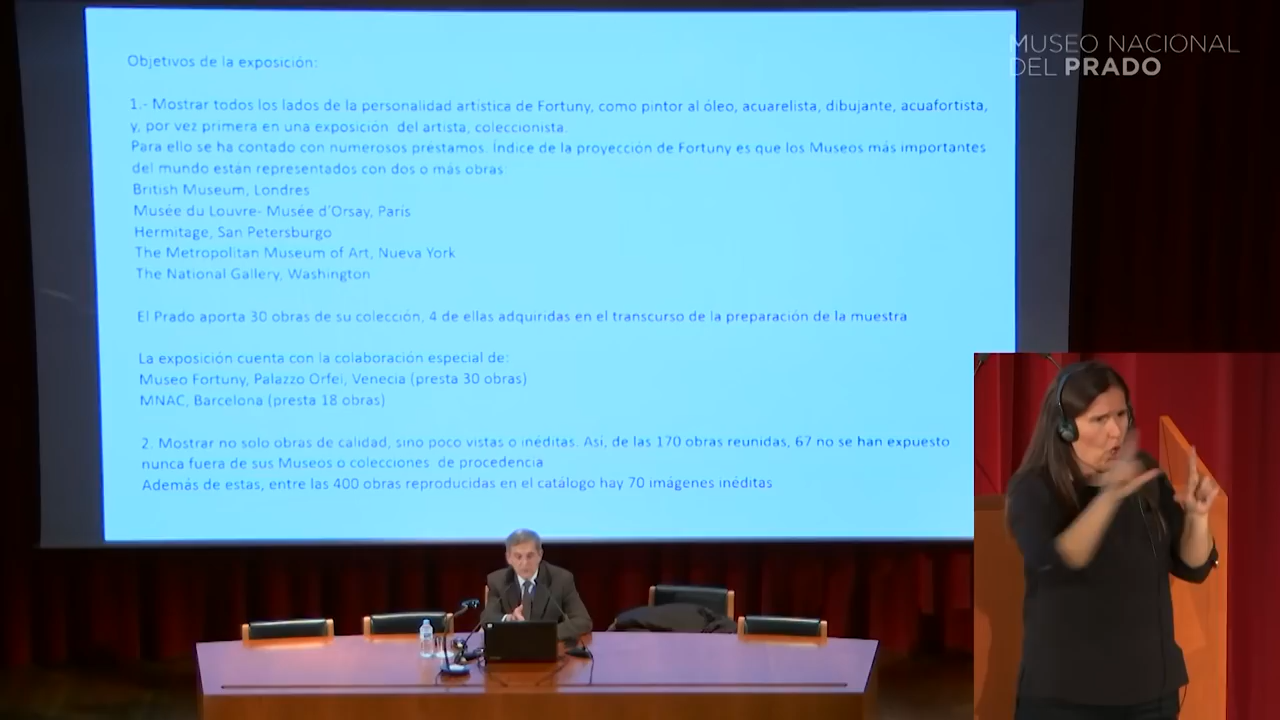 MUSEO NACIONAL
DEL PRADO
Objetivos de la exposición:
1.- Mostrar todos los lados de la personalidad artística de Fortuny, como pintor al óleo, acuarelista, dibujante, acuafortista,
y, por vez primera en una exposición del artista, coleccionista.
Para ello se ha contado con numerosos préstamos. Índice de la proyección de Fortuny es que los Museos más importantes
del mundo están representados con dos o más obras:
British Museum, Londres
Musée du Louvre- Musée d'Orsay, París
Hermitage, San Petersburgo
The Metropolitan Museum of Art, Nueva York
The National Gallery, Washington
El Prado aporta 30 obras de su colección, 4 de ellas adquiridas en el transcurso de la preparación de la muestra
La exposición cuenta con la colaboración especial de:
Museo Fortuny, Palazzo Orfei, Venecia (presta 30 obras)
MNAC, Barcelona (presta 18 obras)
2. Mostrar no solo obras de calidad, sino poco vistas o inéditas. Así, de las 170 obras reunidas, 67 no se han expuesto
nunca fuera de sus Museos o colecciones de procedencia
Además de estas, entre las 400 obras reproducidas en el catálogo hay 70 imágenes inéditas